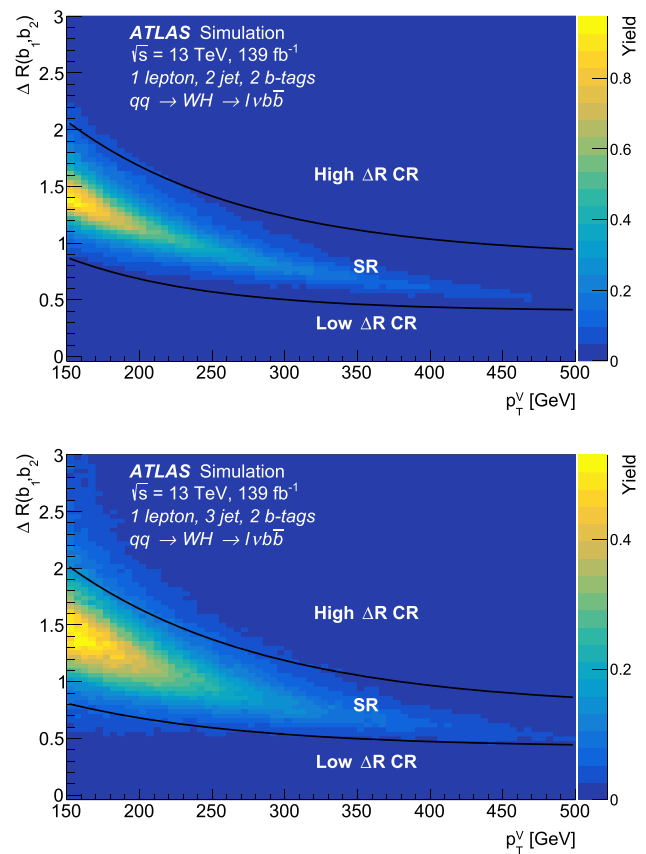 ATLAS Simulation
√s = 13 TeV, 139 fb⁻¹
1 lepton, 2 jet, 2 b-tags
qq → WH → lνbb̅
High ΔR CR
SR
Low ΔR CR
Δ R(b₁,b₂)
3
2.5
2
1.5
1
0.5
0
150 200 250 300 350 400 450 500
p_T^V [GeV]
Yield
0.8
0.6
0.4
0.2
0
ATLAS Simulation
√s = 13 TeV, 139 fb⁻¹
1 lepton, 3 jet, 2 b-tags
qq → WH → lνbb̅
High ΔR CR
SR
Low ΔR CR
Δ R(b₁,b₂)
3
2.5
2
1.5
1
0.5
0
150 200 250 300 350 400 450 500
p_T^V [GeV]
Yield
0.4
0.2
0